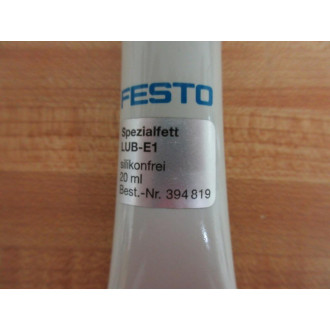 FESTO
Spezialfett
LUB-E1
silikonfrei
20 ml
Best.-Nr. 394 819